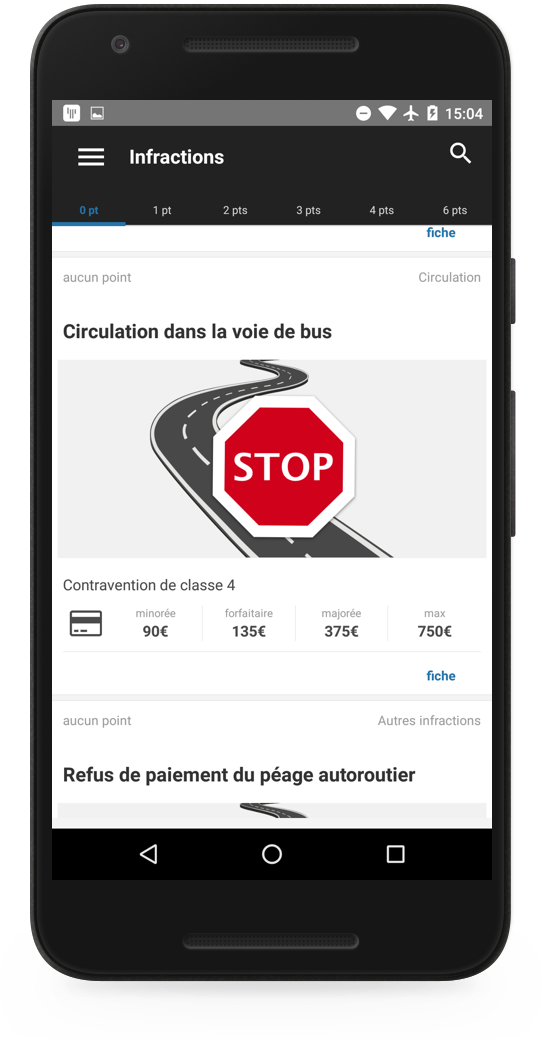 15:04
Infractions
0 pt 1 pt 2 pts 3 pts 4 pts 6 pts
fiche
aucun point Circulation
Circulation dans la voie de bus
STOP
Contravention de classe 4
minorée forfaitaire majorée max
90€ 135€ 375€ 750€
fiche
aucun point Autres infractions
Refus de paiement du péage autoroutier